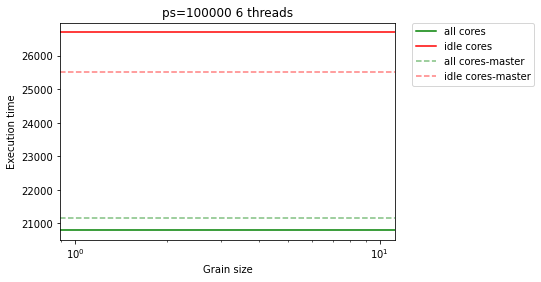 ps=100000 6 threads
all cores
idle cores
all cores-master
idle cores-master
Execution time
26000
25000
24000
23000
22000
21000
10⁰
10¹
Grain size